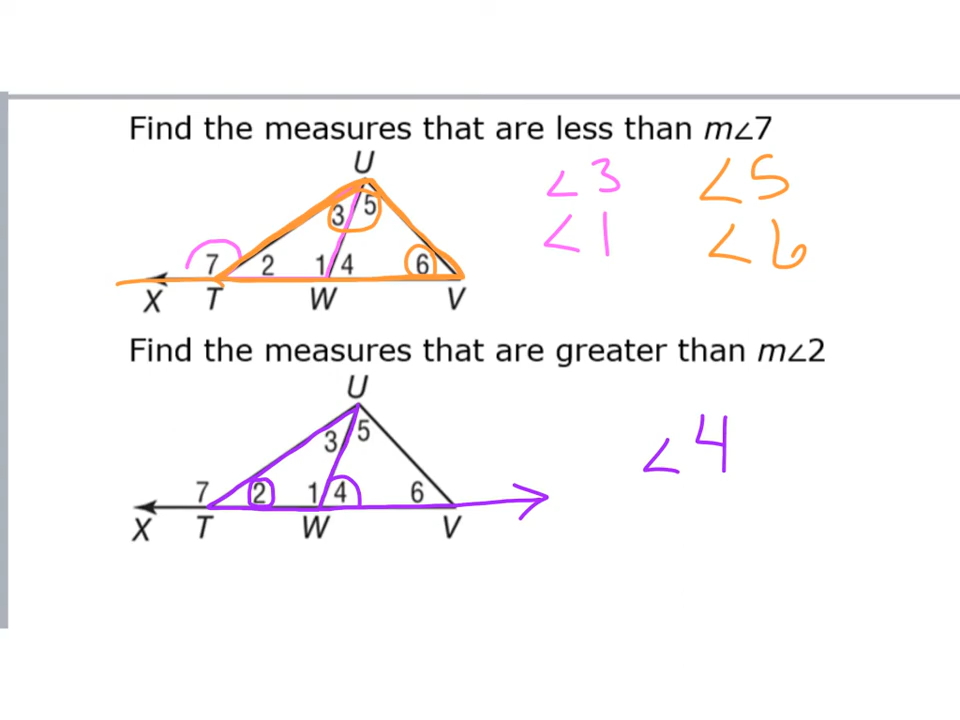 Find the measures that are less than m∠7
U
∠3 ∠5
3 5
∠1 ∠6
7 2 1 4 6
X T W V
Find the measures that are greater than m∠2
U
3 5
∠4
7 2 1 4 6
X T W V